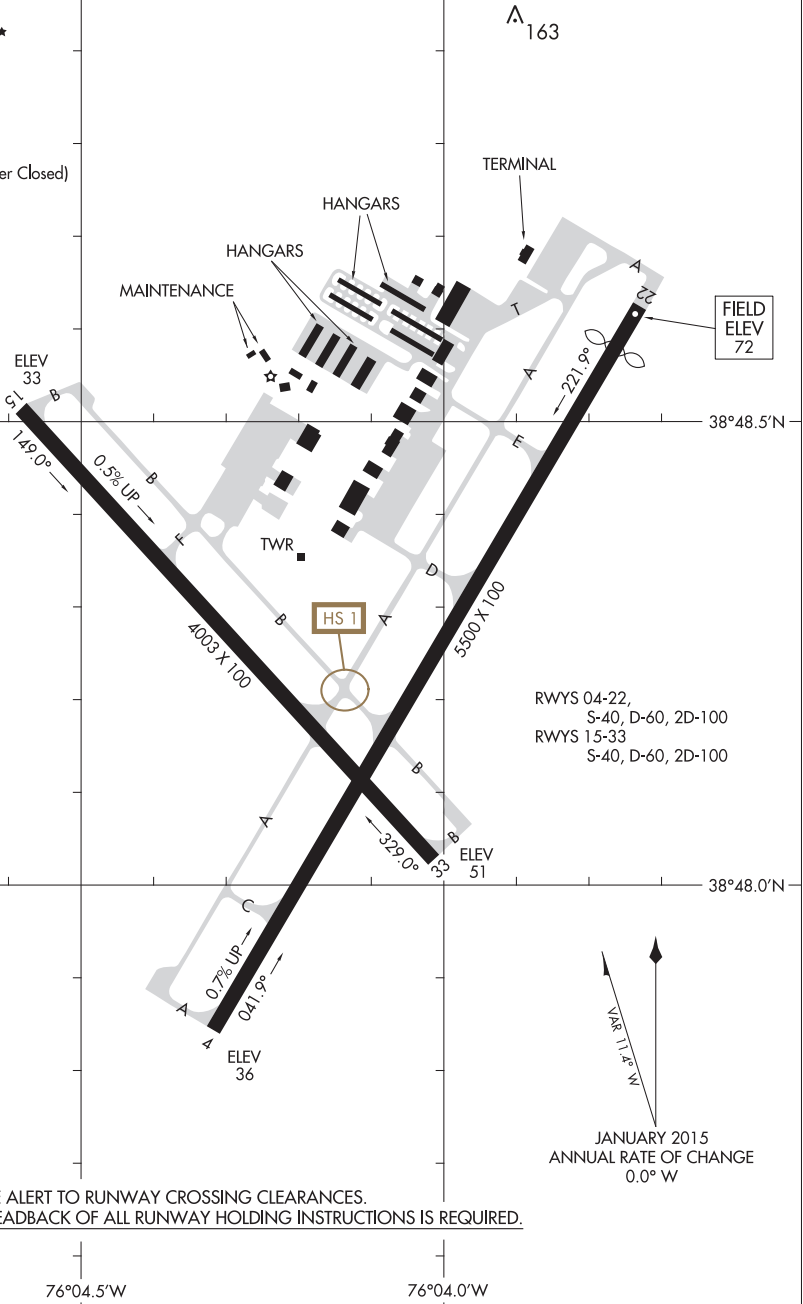 163
er Closed)
TERMINAL
HANGARS
HANGARS
MAINTENANCE
A
22
FIELD
ELEV
72
T
ELEV
33
15
B
A
221.9°
38°48.5'N
149.0°
0.5% UP
B
E
F
TWR
D
HS 1
B
A
5500 X 100
4003 X 100
RWYS 04-22,
S-40, D-60, 2D-100
RWYS 15-33
S-40, D-60, 2D-100
B
A
329.0°
B
33
ELEV
51
38°48.0'N
C
0.7% UP
041.9°
A
4
ELEV
36
VAR 11.4° W
JANUARY 2015
ANNUAL RATE OF CHANGE
0.0° W
E ALERT TO RUNWAY CROSSING CLEARANCES.
EADBACK OF ALL RUNWAY HOLDING INSTRUCTIONS IS REQUIRED.
76°04.5'W
76°04.0'W